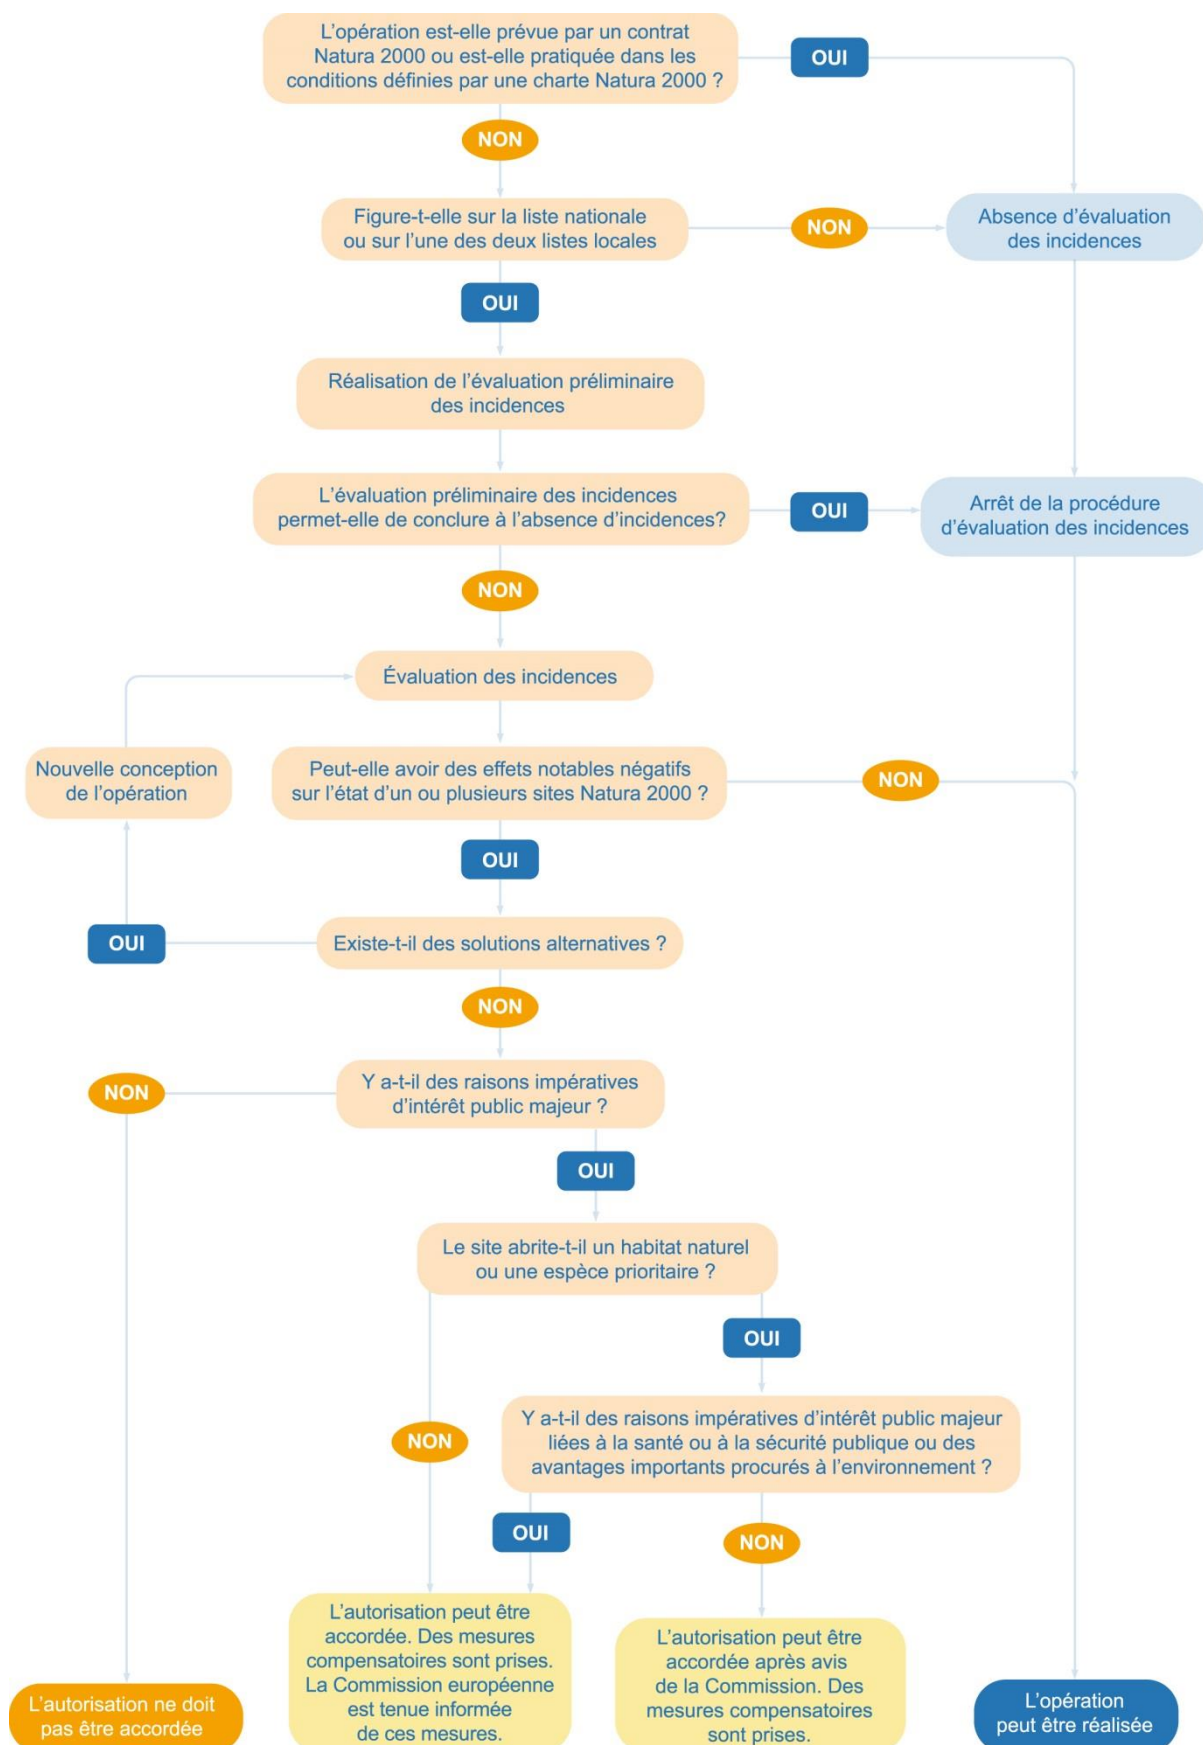 L'opération est-elle prévue par un contrat
Natura 2000 ou est-elle pratiquée dans les
conditions définies par une charte Natura 2000 ?
OUI
NON
Figure-t-elle sur la liste nationale
ou sur l'une des deux listes locales
NON
Absence d'évaluation
des incidences
OUI
Réalisation de l'évaluation préliminaire
des incidences
L'évaluation préliminaire des incidences
permet-elle de conclure à l'absence d'incidences?
OUI
Arrêt de la procédure
d'évaluation des incidences
NON
Évaluation des incidences
Nouvelle conception
de l'opération
Peut-elle avoir des effets notables négatifs
sur l'état d'un ou plusieurs sites Natura 2000 ?
NON
OUI
OUI
Existe-t-il des solutions alternatives ?
NON
NON
Y a-t-il des raisons impératives
d'intérêt public majeur ?
OUI
Le site abrite-t-il un habitat naturel
ou une espèce prioritaire ?
OUI
NON
Y a-t-il des raisons impératives d'intérêt public majeur
liées à la santé ou à la sécurité publique ou des
avantages importants procurés à l'environnement ?
OUI
NON
L'autorisation ne doit
pas être accordée
L'autorisation peut être
accordée. Des mesures
compensatoires sont prises.
La Commission européenne
est tenue informée
de ces mesures.
L'autorisation peut être
accordée après avis
de la Commission. Des
mesures compensatoires
sont prises.
L'opération
peut être réalisée